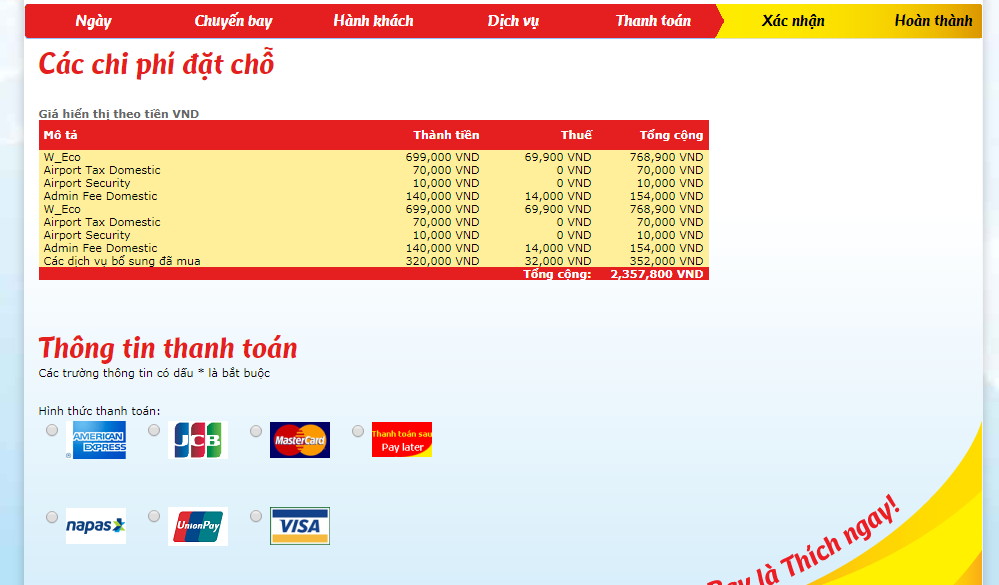 Ngày Chuyến bay Hành khách Dịch vụ Thanh toán Xác nhận Hoàn thành
Các chi phí đặt chỗ
Giá hiển thị theo tiền VND
Mô tả Thành tiền Thuế Tổng cộng
W_Eco 699,000 VND 69,900 VND 768,900 VND
Airport Tax Domestic 70,000 VND 0 VND 70,000 VND
Airport Security 10,000 VND 0 VND 10,000 VND
Admin Fee Domestic 140,000 VND 14,000 VND 154,000 VND
W_Eco 699,000 VND 69,900 VND 768,900 VND
Airport Tax Domestic 70,000 VND 0 VND 70,000 VND
Airport Security 10,000 VND 0 VND 10,000 VND
Admin Fee Domestic 140,000 VND 14,000 VND 154,000 VND
Các dịch vụ bổ sung đã mua 320,000 VND 32,000 VND 352,000 VND
Tổng cộng: 2,357,800 VND
Thông tin thanh toán
Các trường thông tin có dấu * là bắt buộc
Hình thức thanh toán:
AMERICAN EXPRESS
JCB
MasterCard
Thanh toán sau
Pay later
napas
UnionPay
VISA
Bay là Thích ngay!